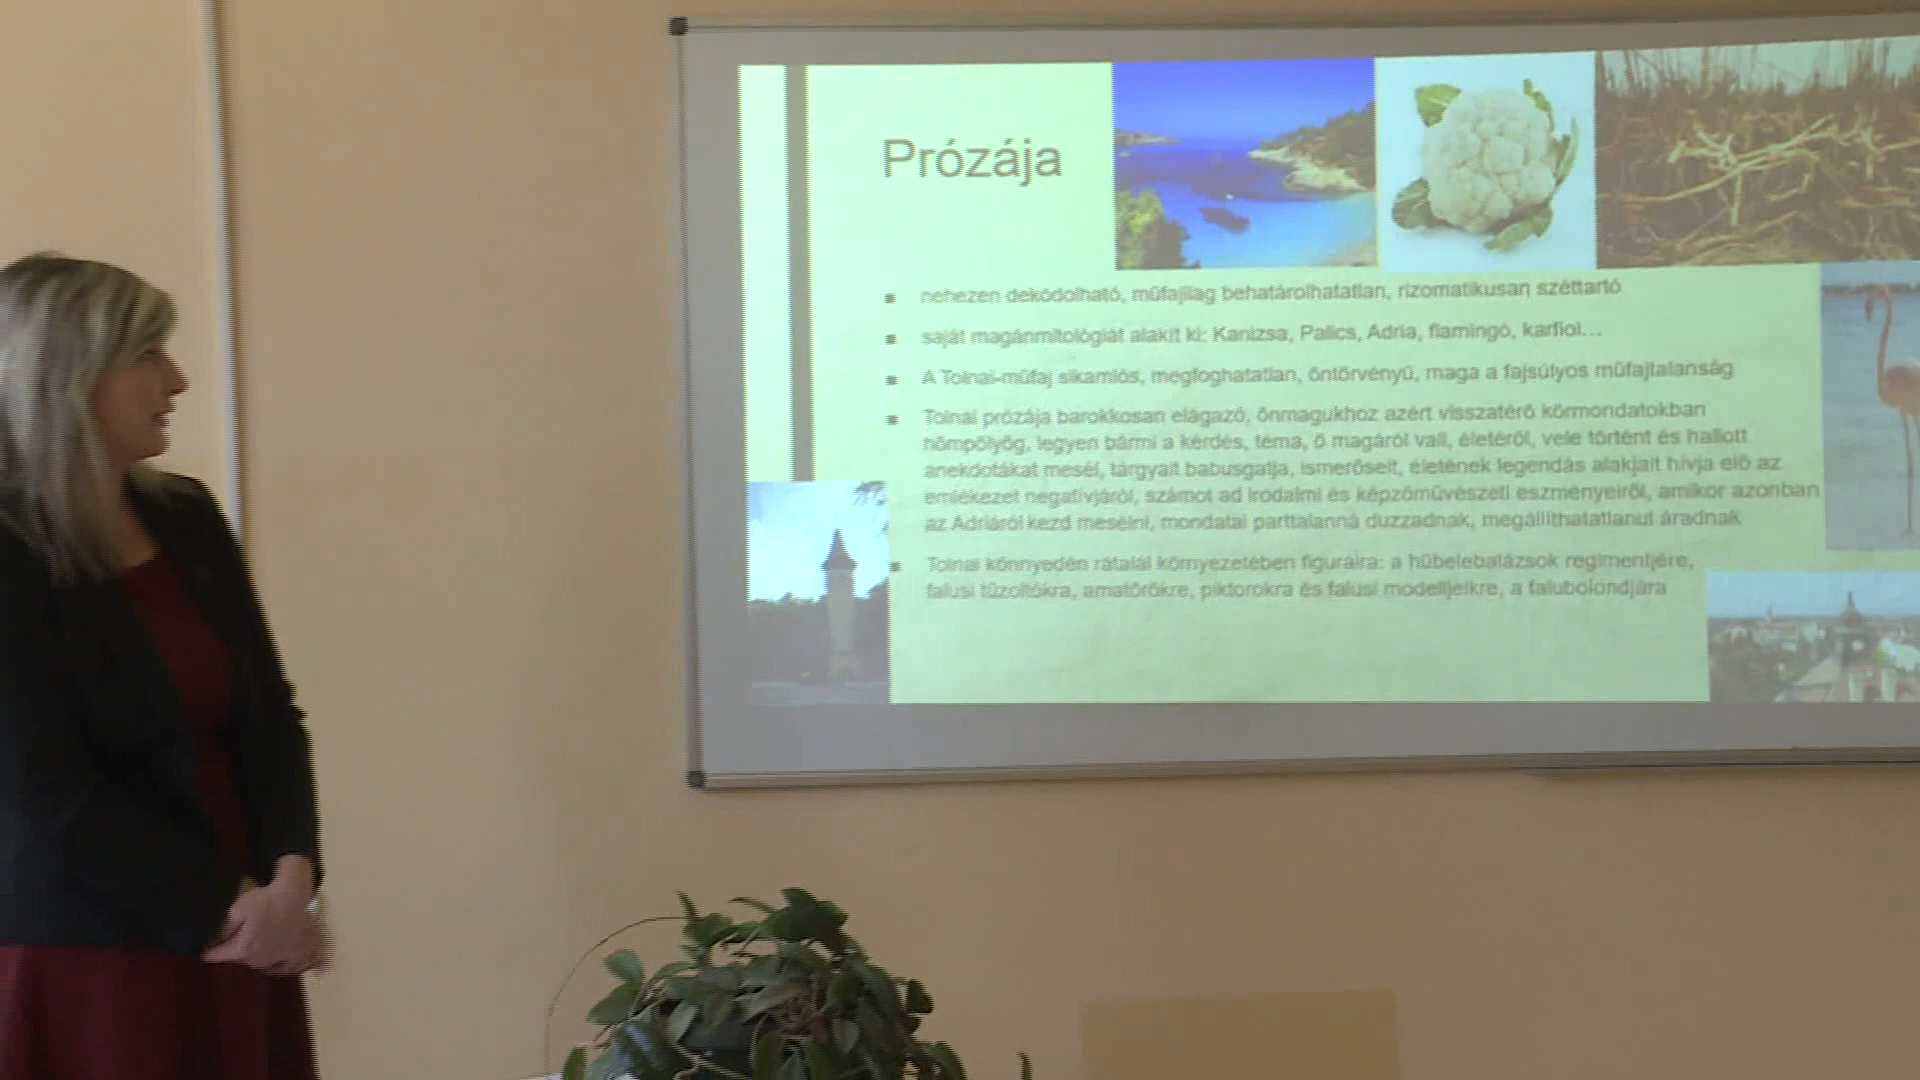 Prózája
nehezen dekódolható, műfajilag behatárolhatatlan, rizomatikusan széttartó
saját magánmitológiát alakít ki: Kanizsa, Palics, Adria, flamingó, karfiol…
A Tolnai-műfaj sikamlós, megfoghatatlan, öntörvényű, maga a fajsúlyos műfajtalanság
Tolnai prózája barokkosan elágazó, önmagukhoz azért visszatérő körmondatokban
hömpölyög, legyen bármi a kérdés, téma, ő magáról vall, életéről, vele történt és hallott
anekdotákat mesél, tárgyait babusgatja, ismerőseit, életének legendás alakjait hívja elő az
emlékezet negatívjáról, számot ad irodalmi és képzőművészeti eszményeiről, amikor azonban
az Adriáról kezd mesélni, mondatai parttalanná duzzadnak, megállíthatatlanul áradnak
Tolnai könnyedén rátalál környezetében figuráira: a hübelebalázsok regimentjére,
falusi tűzoltókra, amatőrökre, piktorokra és falusi modelljeikre, a falubolondjára